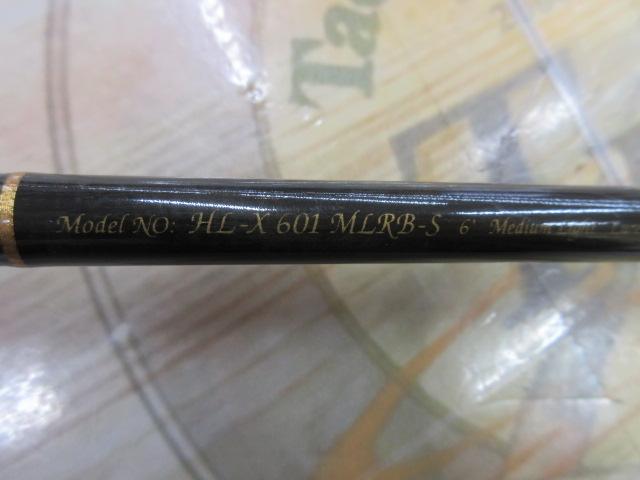 Model NO: HL-X 601 MLRB-S 6' Medium Light